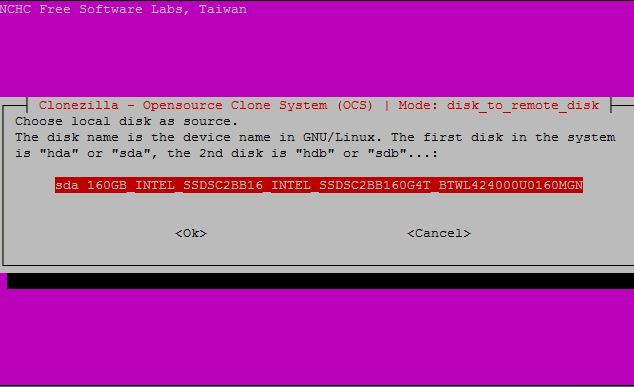 NCHC Free Software Labs, Taiwan
Clonezilla - Opensource Clone System (OCS) | Mode: disk_to_remote_disk
Choose local disk as source.
The disk name is the device name in GNU/Linux. The first disk in the system
is "hda" or "sda", the 2nd disk is "hdb" or "sdb"...:
sda 160GB_INTEL_SSDSC2BB16_INTEL_SSDSC2BB160G4T_BTWL424000U0160MGN
<Ok> <Cancel>